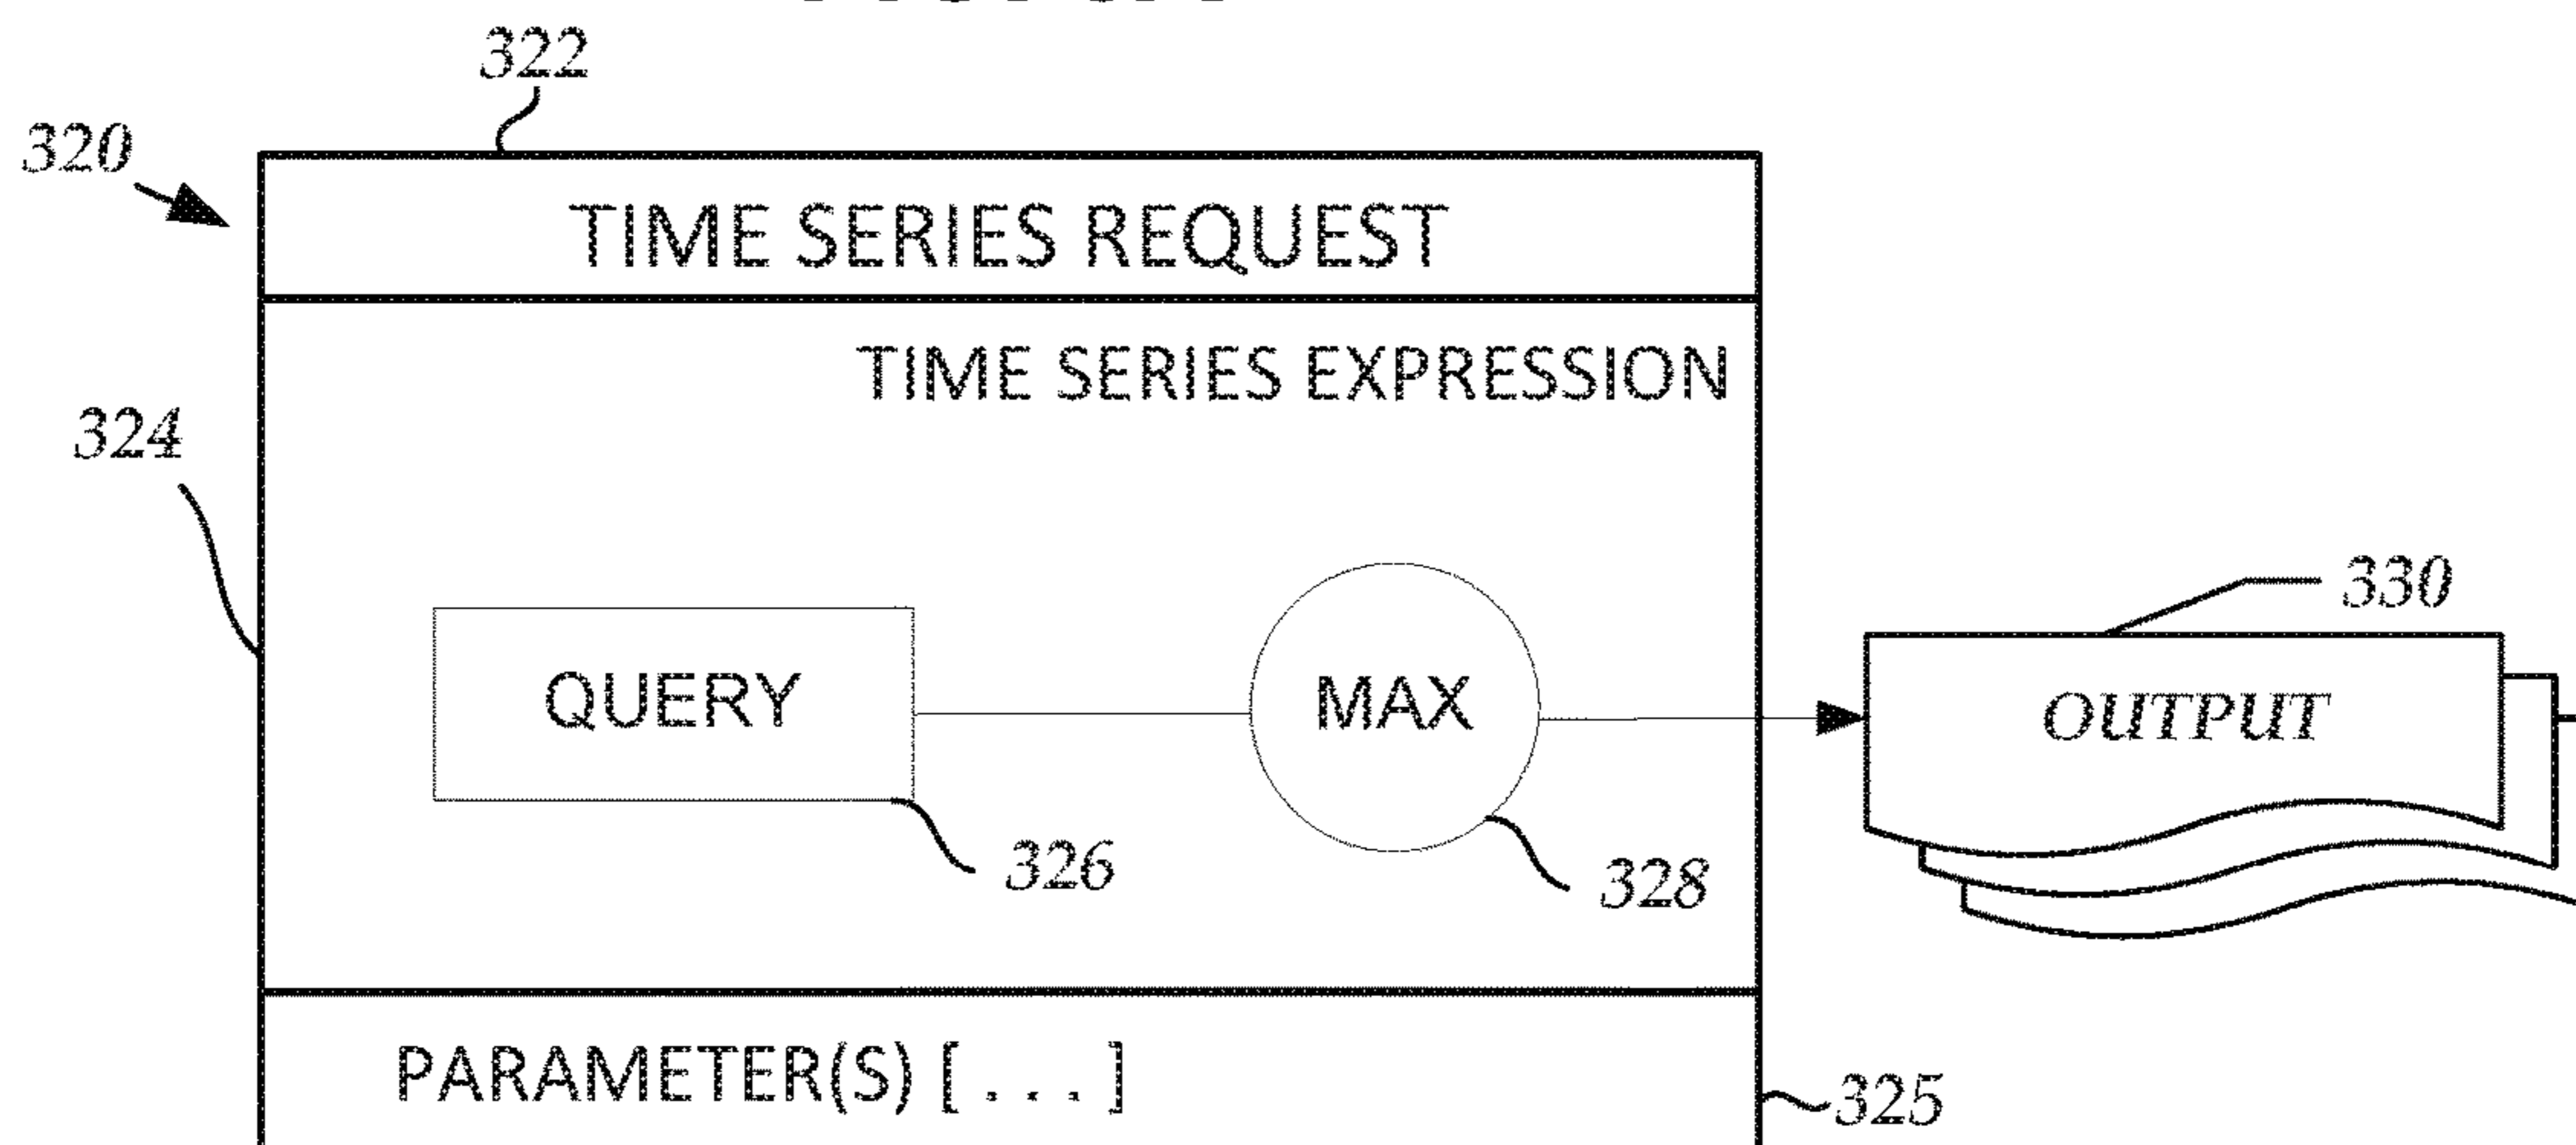 322
320
TIME SERIES REQUEST
TIME SERIES EXPRESSION
324
330
QUERY
MAX
OUTPUT
326
328
PARAMETER(S) [ . . . ]
325